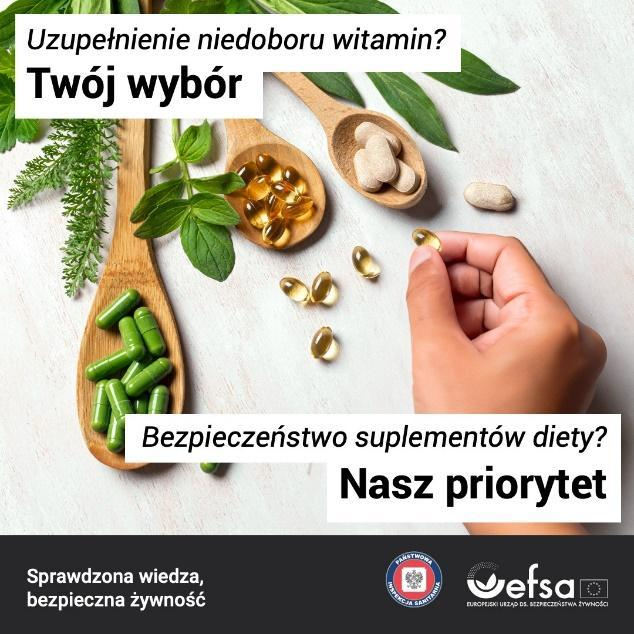 Uzupełnienie niedoboru witamin?
Twój wybór
Bezpieczeństwo suplementów diety?
Nasz priorytet
Sprawdzona wiedza,
bezpieczna żywność
PAŃSTWOWA
INSPEKCJA SANITARNA
efsa
EUROPEJSKI URZĄD DS. BEZPIECZEŃSTWA ŻYWNOŚCI